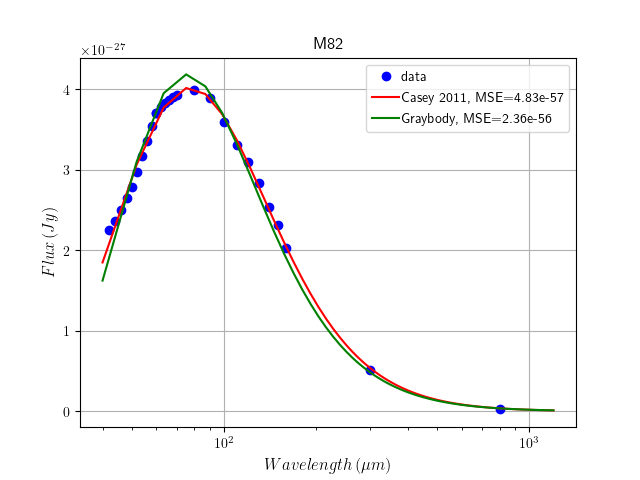 M82
×10⁻²⁷
4
3
2
1
0
Flux (Jy)
data
Casey 2011, MSE=4.83e-57
Graybody, MSE=2.36e-56
10² 10³
Wavelength (μm)